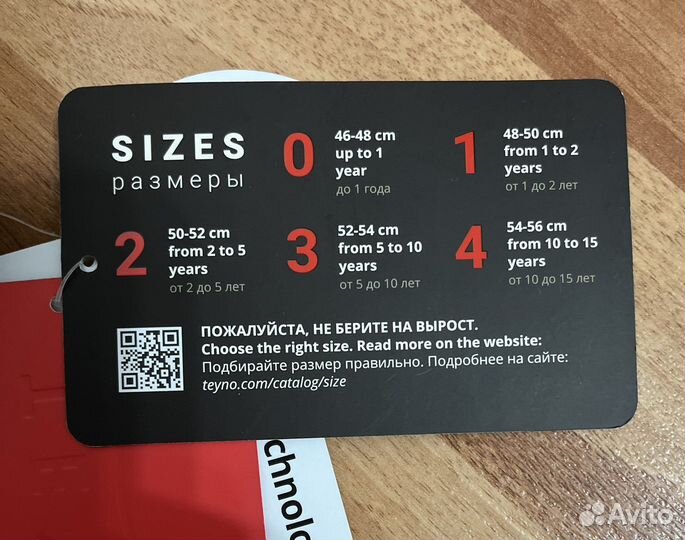 SIZES
размеры
0
46-48 cm
up to 1
year
до 1 года
1
48-50 cm
from 1 to 2
years
от 1 до 2 лет
2
50-52 cm
from 2 to 5
years
от 2 до 5 лет
3
52-54 cm
from 5 to 10
years
от 5 до 10 лет
4
54-56 cm
from 10 to 15
years
от 10 до 15 лет
ПОЖАЛУЙСТА, НЕ БЕРИТЕ НА ВЫРОСТ.
Choose the right size. Read more on the website:
Подбирайте размер правильно. Подробнее на сайте:
teyno.com/catalog/size
chnolo
Avito